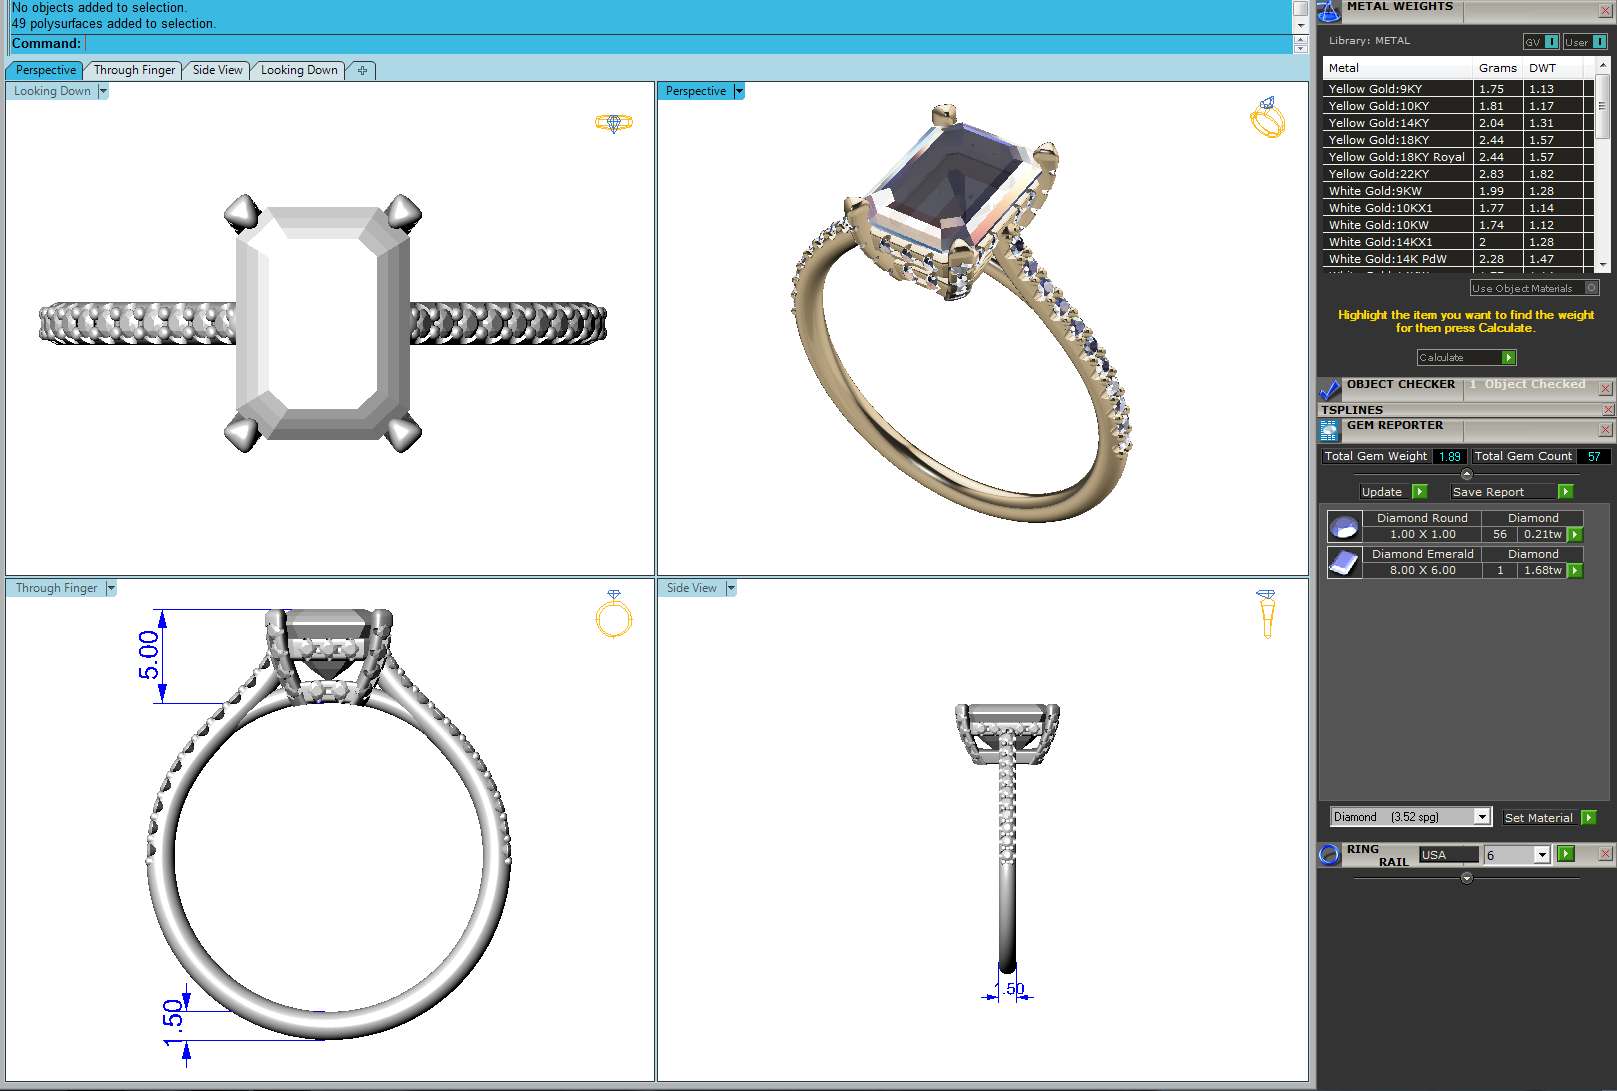 No objects added to selection.
49 polysurfaces added to selection.
Command:
Perspective Through Finger Side View Looking Down
Looking Down
Perspective
Through Finger
5.00
1.50
Side View
1.50
METAL WEIGHTS
Library: METAL GV User
Metal Grams DWT
Yellow Gold:9KY 1.75 1.13
Yellow Gold:10KY 1.81 1.17
Yellow Gold:14KY 2.04 1.31
Yellow Gold:18KY 2.44 1.57
Yellow Gold:18KY Royal 2.44 1.57
Yellow Gold:22KY 2.83 1.82
White Gold:9KW 1.99 1.28
White Gold:10KX1 1.77 1.14
White Gold:10KW 1.74 1.12
White Gold:14KX1 2 1.28
White Gold:14K PdW 2.28 1.47
Use Object Materials
Highlight the item you want to find the weight
for then press Calculate.
Calculate
OBJECT CHECKER 1 Object Checked
TSPLINES
GEM REPORTER
Total Gem Weight 1.89 Total Gem Count 57
Update Save Report
Diamond Round Diamond
1.00 X 1.00 56 0.21tw
Diamond Emerald Diamond
8.00 X 6.00 1 1.68tw
Diamond (3.52 spg) Set Material
RING RAIL USA 6